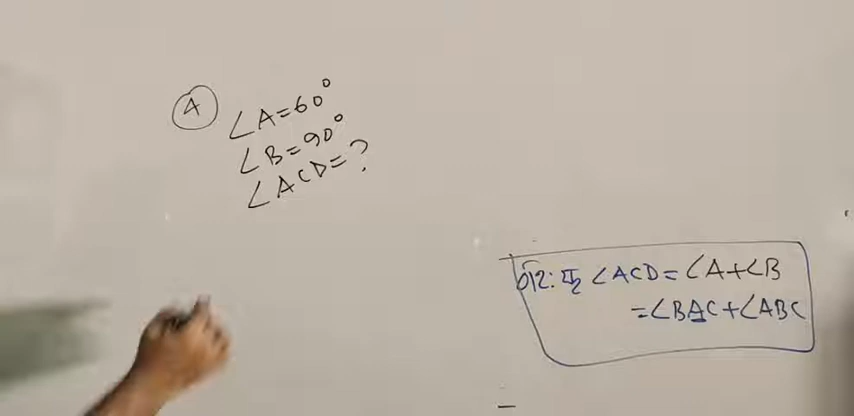 4
∠A=60°
∠B=90°
∠ACD=?
∠ACD=∠A+∠B
=∠BAC+∠ABC